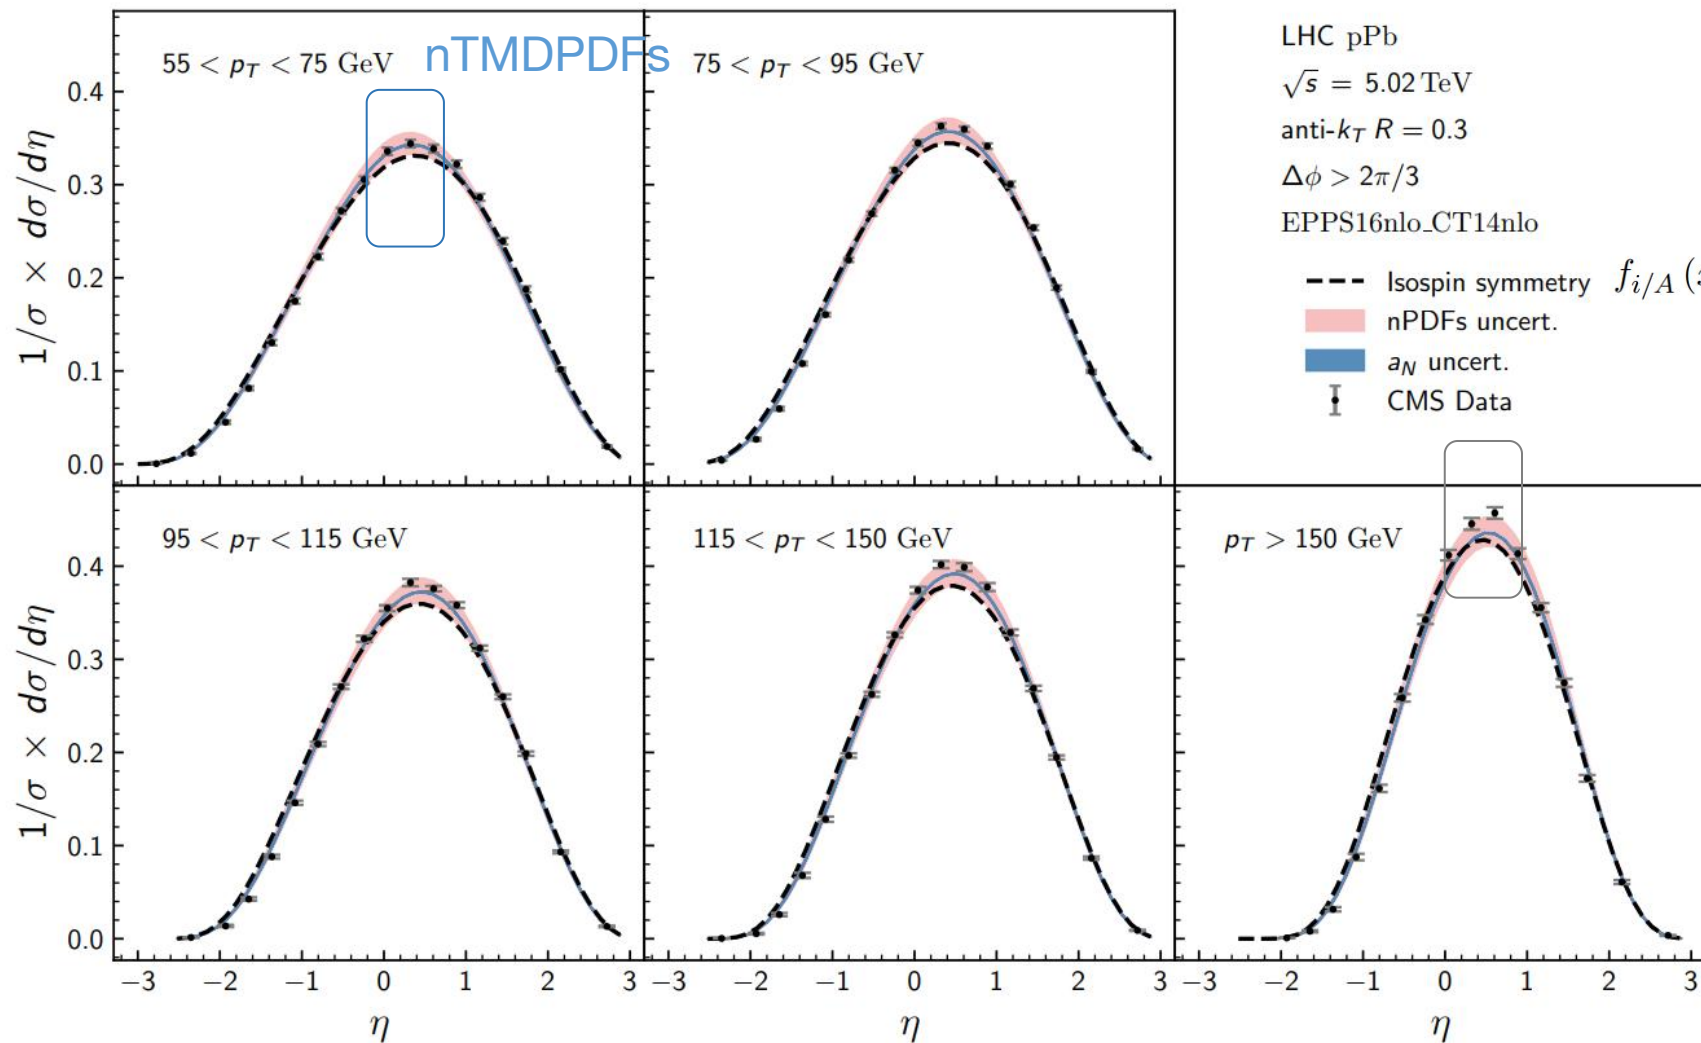 nTMDPDFs
55 < p_T < 75 GeV
75 < p_T < 95 GeV
LHC pPb
√s = 5.02 TeV
anti-k_T R = 0.3
Δϕ > 2π/3
EPPS16nlo_CT14nlo
Isospin symmetry f_{i/A} (
nPDFs uncert.
a_N uncert.
CMS Data
1/σ × dσ/dη
0.4
0.3
0.2
0.1
0.0
95 < p_T < 115 GeV
115 < p_T < 150 GeV
p_T > 150 GeV
1/σ × dσ/dη
0.4
0.3
0.2
0.1
0.0
−3 −2 −1 0 1 2 3
−3 −2 −1 0 1 2 3
−3 −2 −1 0 1 2 3
η
η
η